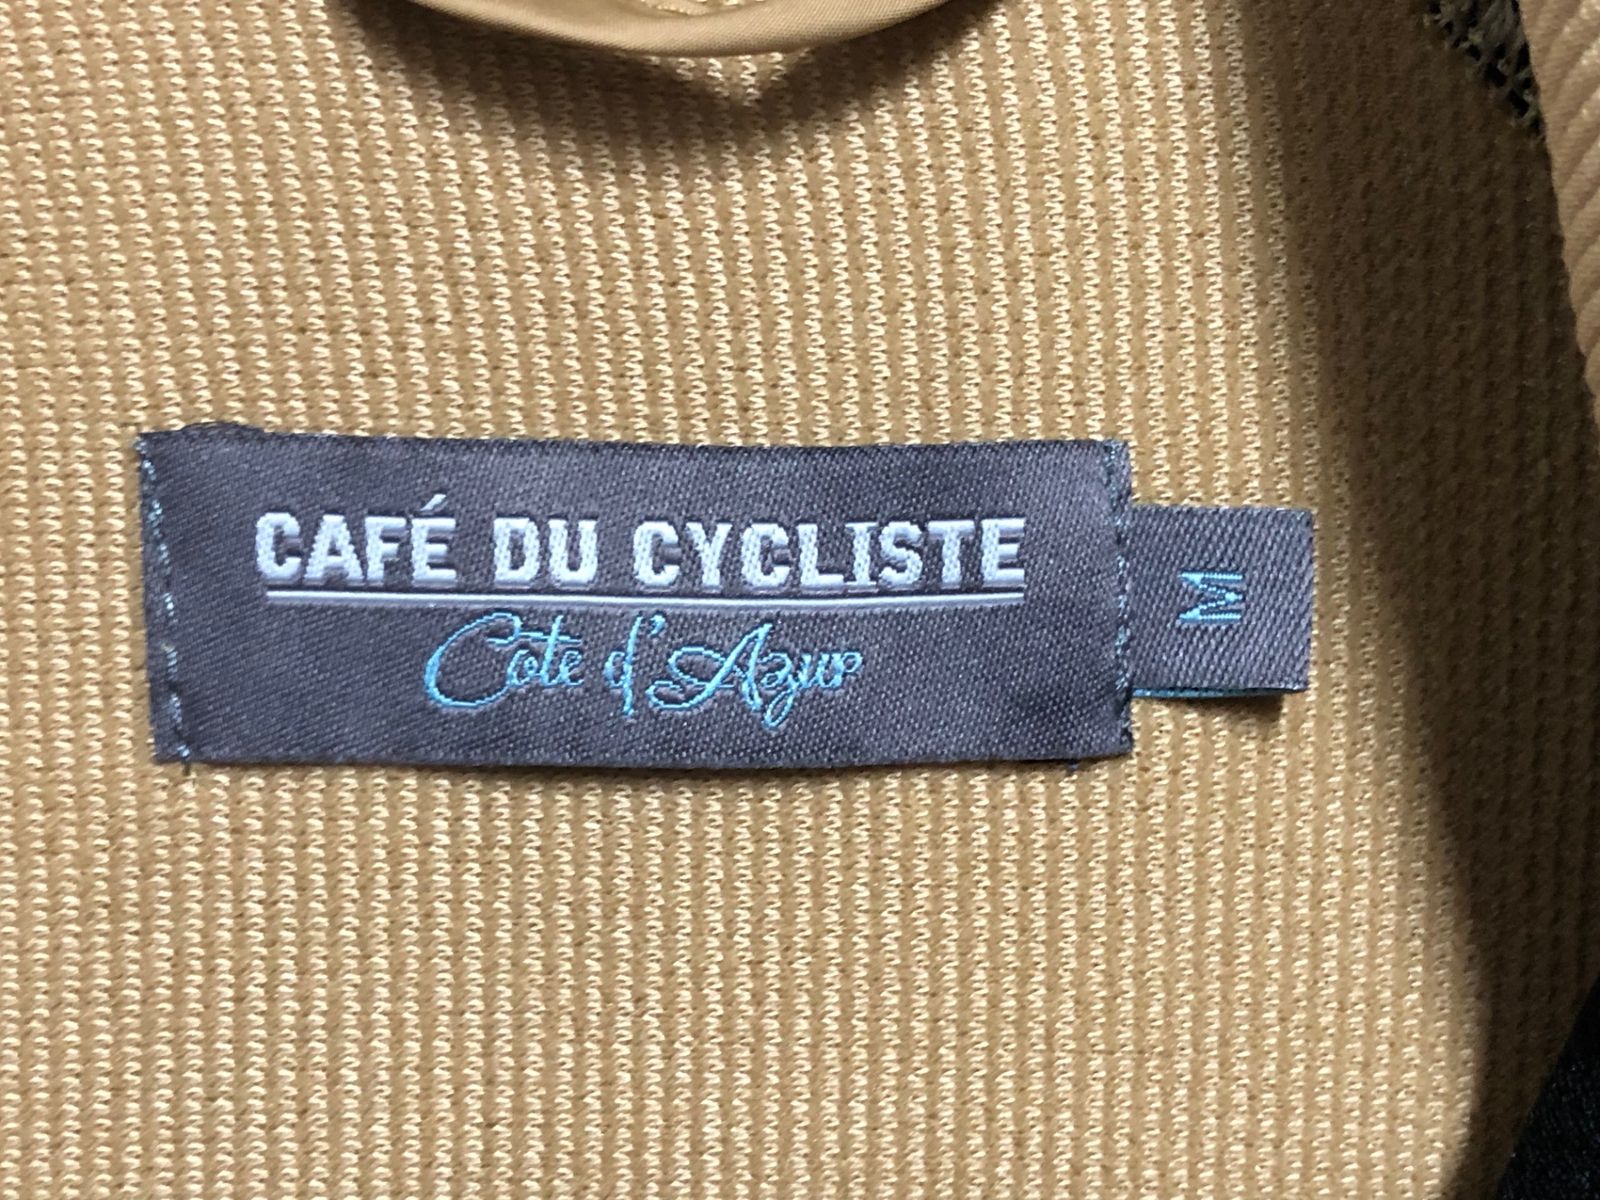 CAFÉ DU CYCLISTE
Cote d'Azur
M